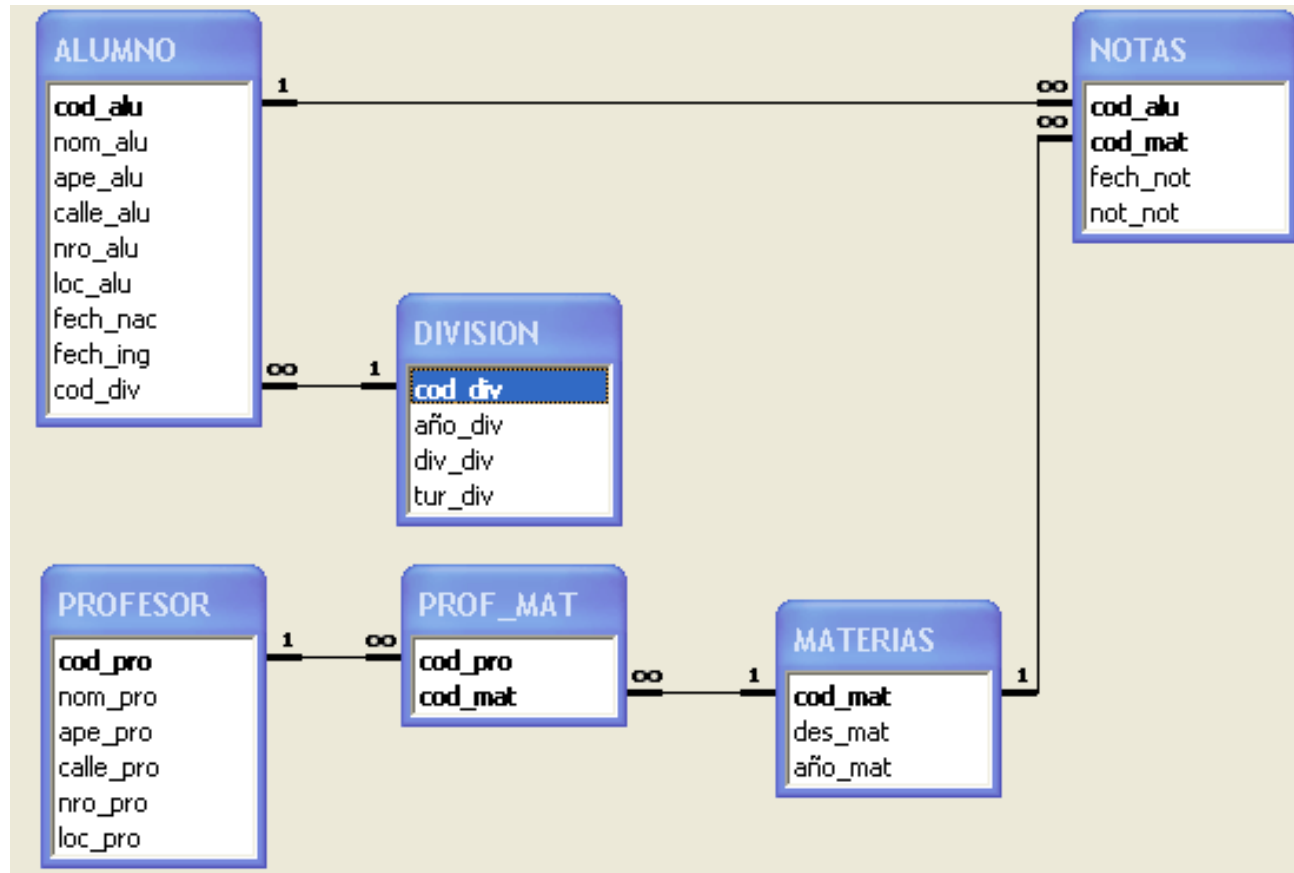 ALUMNO
cod_alu
nom_alu
ape_alu
calle_alu
nro_alu
loc_alu
fech_nac
fech_ing
cod_div
1
∞
NOTAS
cod_alu
cod_mat
fech_not
not_not
∞
∞
1
DIVISION
cod_div
año_div
div_div
tur_div
PROFESOR
cod_pro
nom_pro
ape_pro
calle_pro
nro_pro
loc_pro
1
∞
PROF_MAT
cod_pro
cod_mat
∞
1
MATERIAS
cod_mat
des_mat
año_mat
1